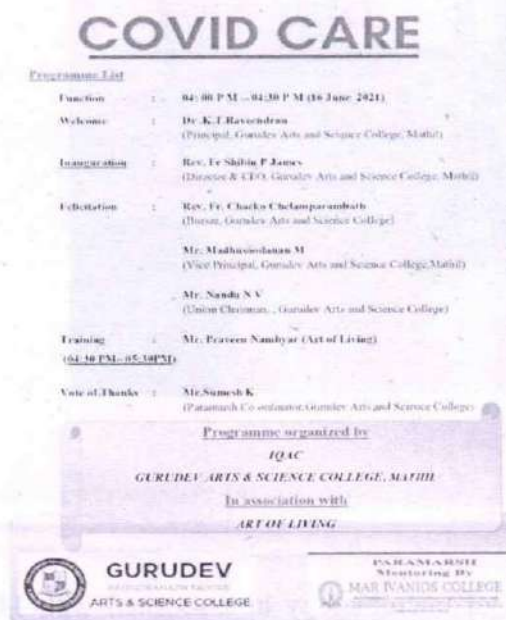 COVID CARE
Programme List
Function : 04: 00 P M – 04:30 P M (16 June 2021)
Welcome : Dr .K.T.Raveendran
(Principal, Gurudev Arts and Science College, Mathil)
Inauguration : Rev. Fr Shibin P James
(Director & CEO, Gurudev Arts and Science College, Mathil)
Felicitation : Rev. Fr. Chacko Chelamparambath
(Bursar, Gurudev Arts and Science College)
Mr. Madhusoodanan M
(Vice Principal, Gurudev Arts and Science College,Mathil)
Mr. Nandu N V
(Union Chairman, , Gurudev Arts and Science College)
Training : Mr. Praveen Nambyar (Art of Living)
(04:30 PM– 05:30PM)
Vote of Thanks : Mr.Sumesh K
(Paramarsh Co-ordinator,Gurudev Arts and Science College)
Programme organized by
IQAC
GURUDEV ARTS & SCIENCE COLLEGE, MATHIL
In association with
ART OF LIVING
GURUDEV
ARTS & SCIENCE COLLEGE
PARAMARSH
Mentoring By
MAR IVANIOS COLLEGE